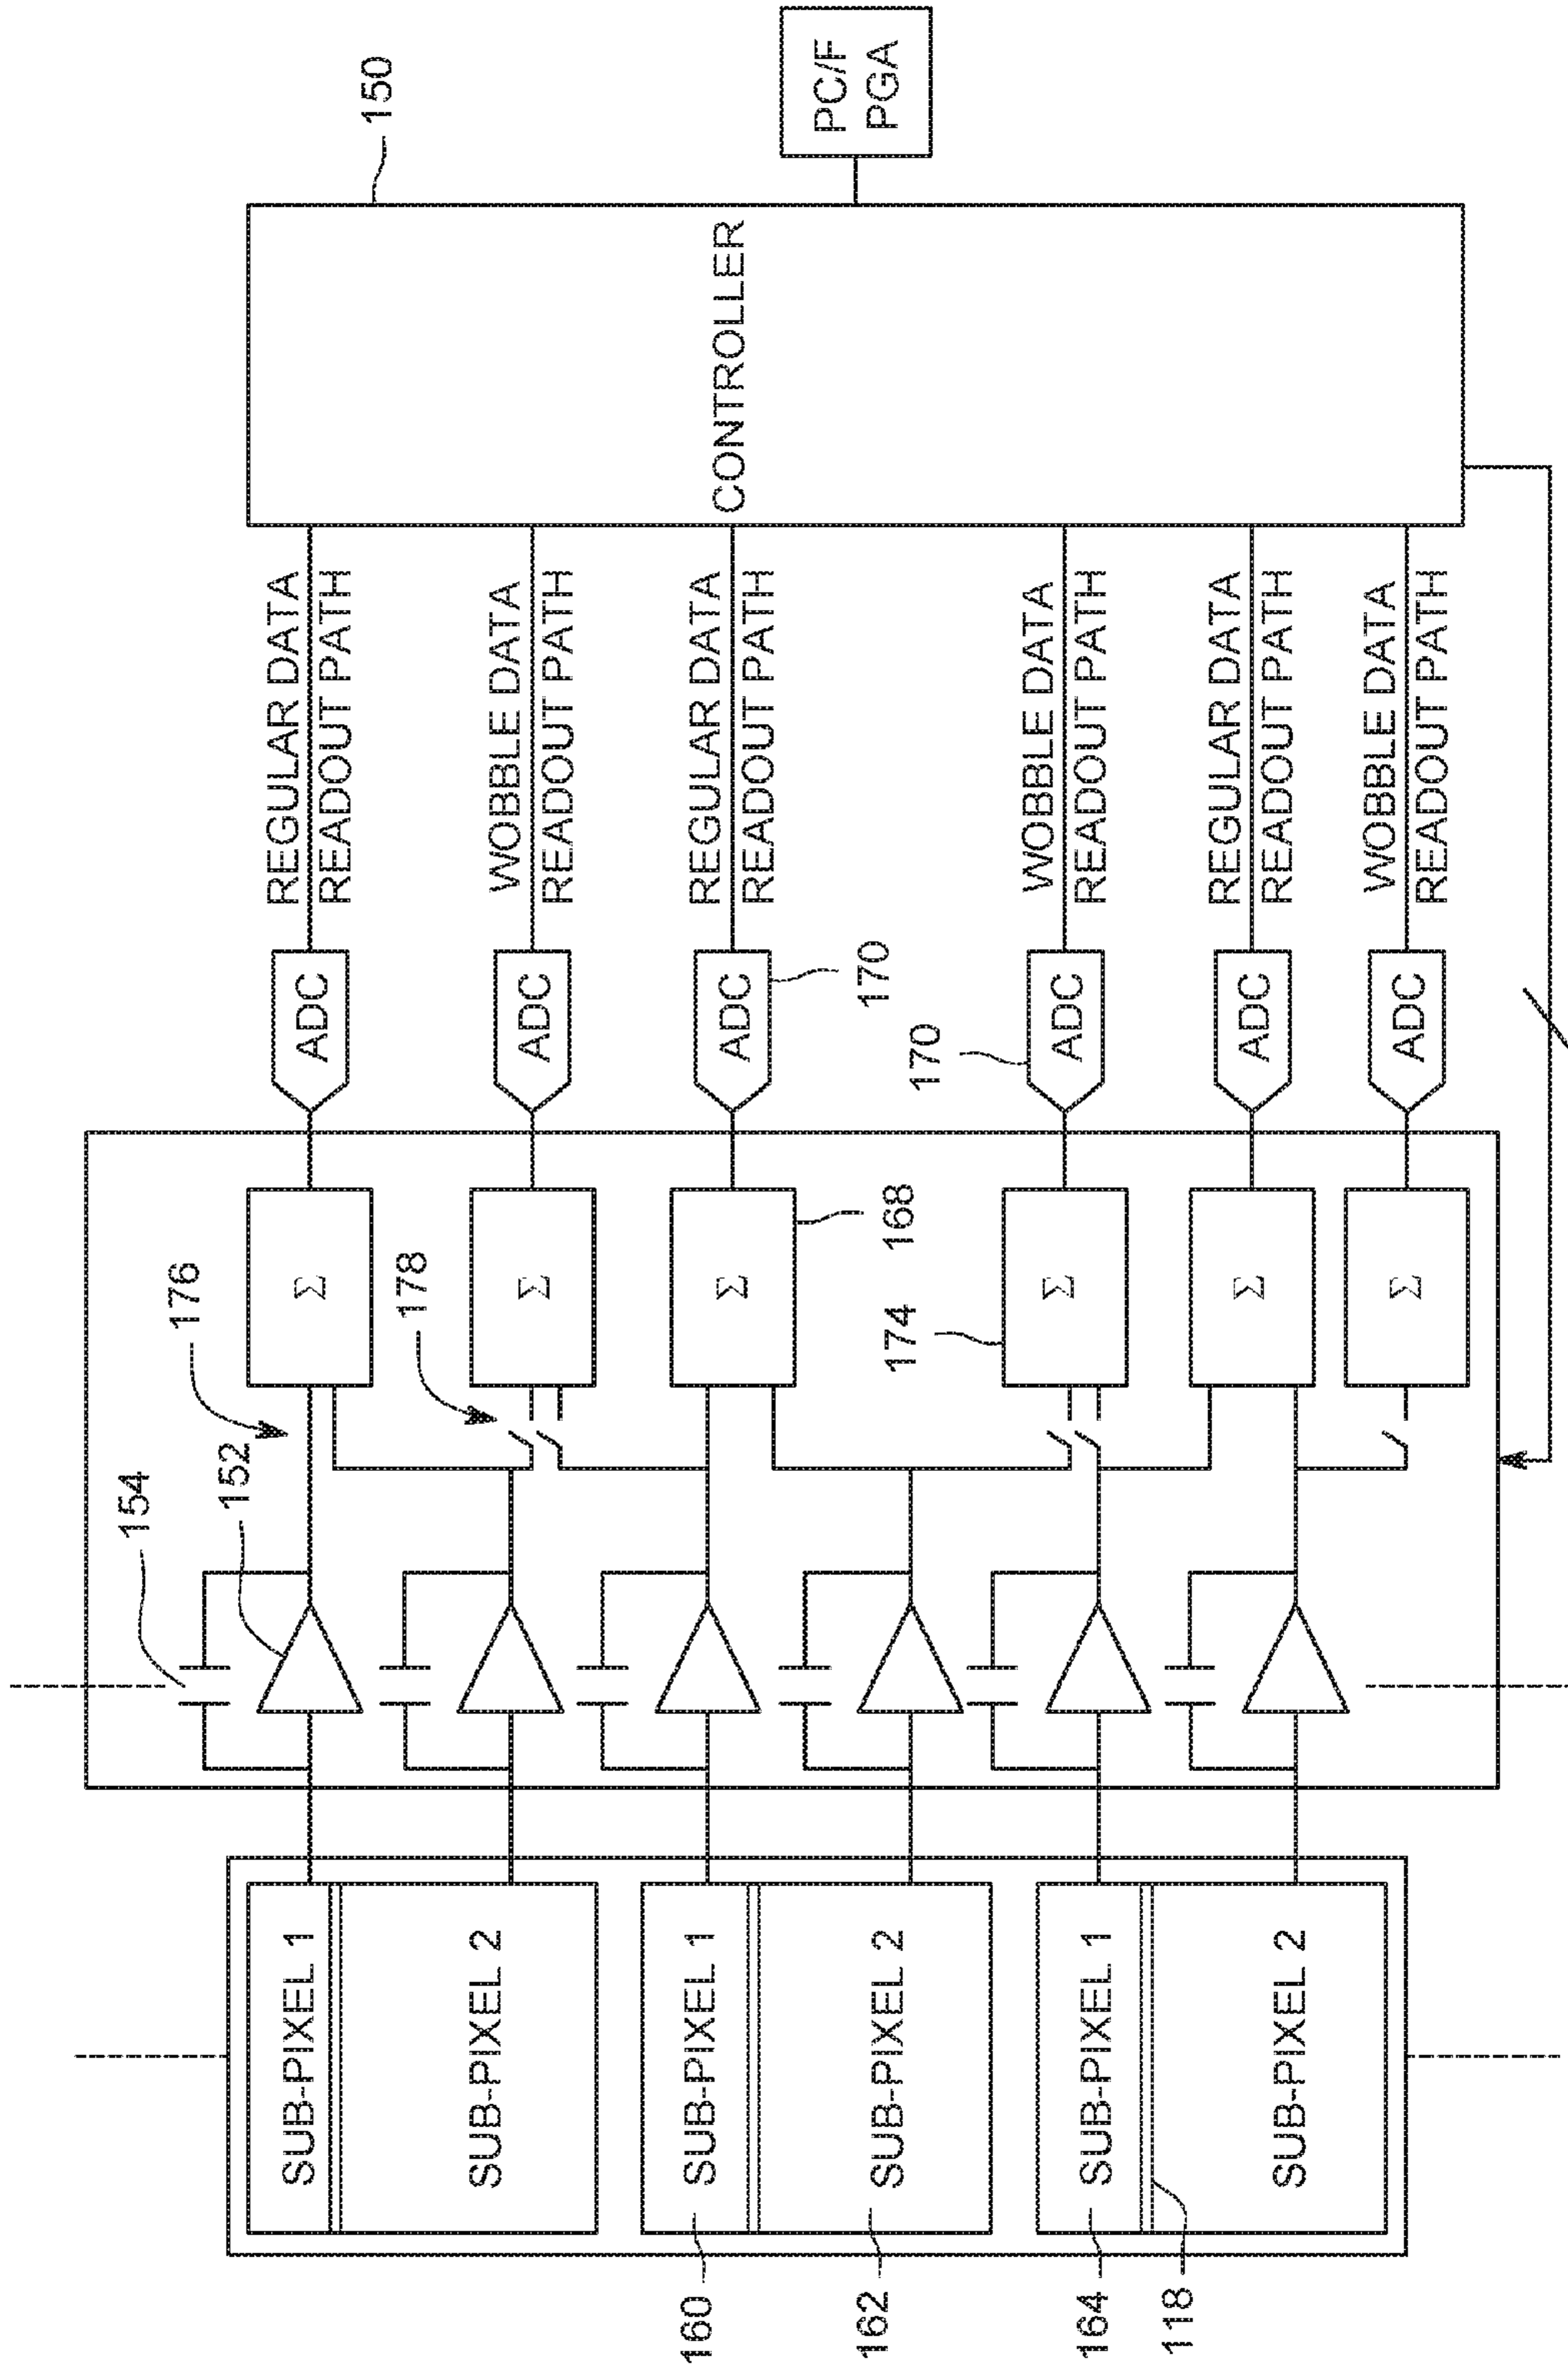 150
PC/F
PGA
CONTROLLER
REGULAR DATA
READOUT PATH
WOBBLE DATA
READOUT PATH
REGULAR DATA
READOUT PATH
WOBBLE DATA
READOUT PATH
REGULAR DATA
READOUT PATH
WOBBLE DATA
READOUT PATH
ADC
ADC
ADC
170
170
ADC
ADC
ADC
176
Σ
178
Σ
Σ
168
174
Σ
Σ
Σ
154
152
SUB-PIXEL 1
SUB-PIXEL 2
SUB-PIXEL 1
SUB-PIXEL 2
SUB-PIXEL 1
SUB-PIXEL 2
160
162
164
118